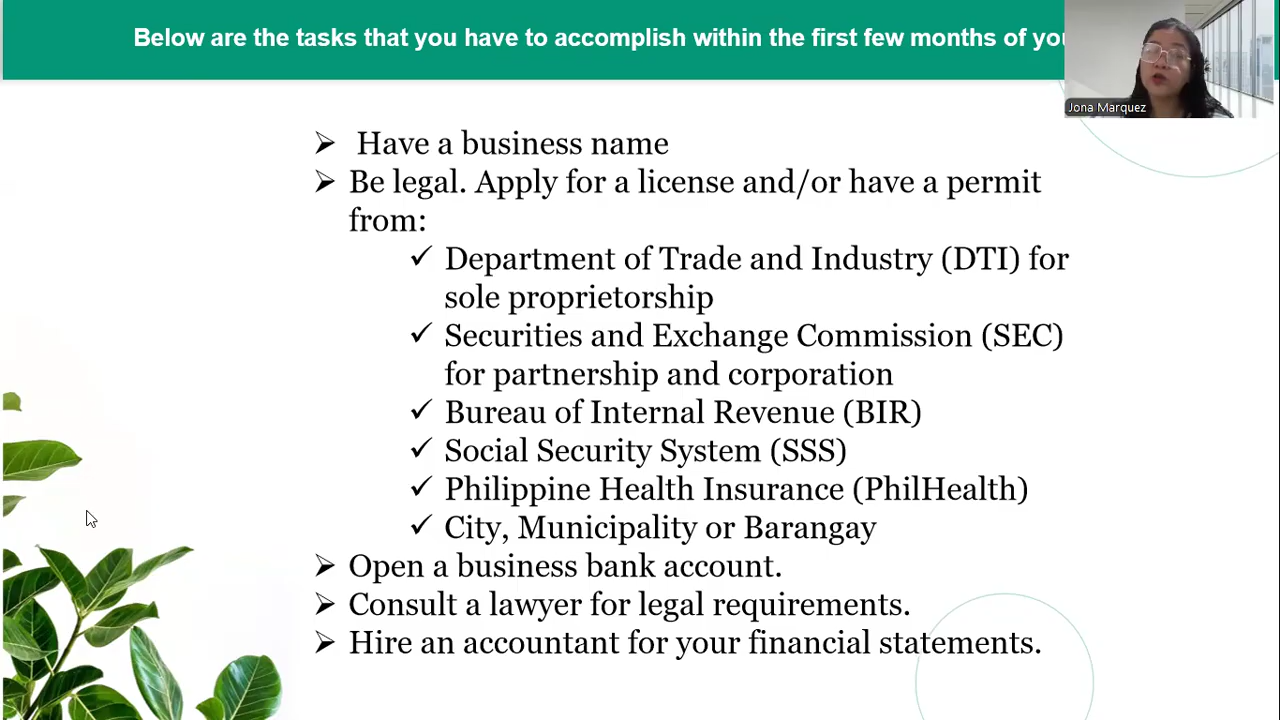 Below are the tasks that you have to accomplish within the first few months of
Jona Marquez
➢ Have a business name
➢ Be legal. Apply for a license and/or have a permit
from:
✓ Department of Trade and Industry (DTI) for
sole proprietorship
✓ Securities and Exchange Commission (SEC)
for partnership and corporation
✓ Bureau of Internal Revenue (BIR)
✓ Social Security System (SSS)
✓ Philippine Health Insurance (PhilHealth)
✓ City, Municipality or Barangay
➢ Open a business bank account.
➢ Consult a lawyer for legal requirements.
➢ Hire an accountant for your financial statements.